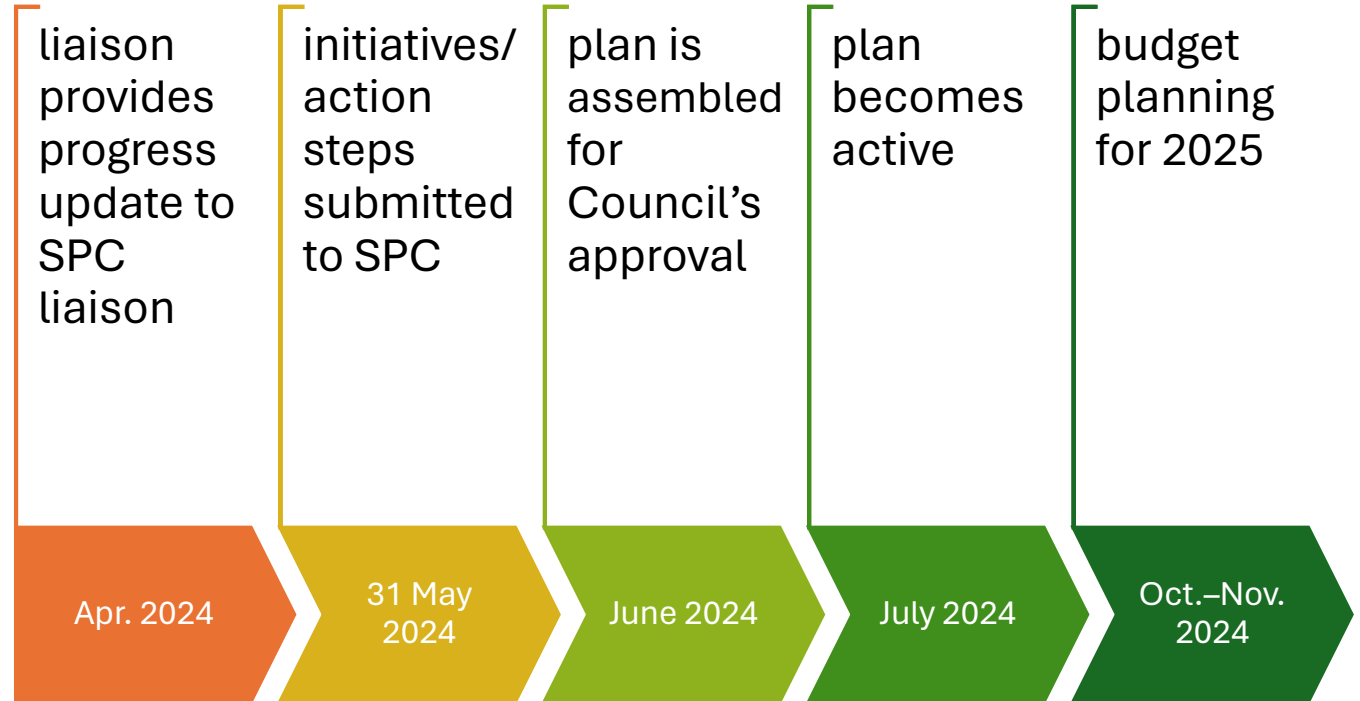 liaison
provides
progress
update to
SPC
liaison
initiatives/
action
steps
submitted
to SPC
plan is
assembled
for
Council’s
approval
plan
becomes
active
budget
planning
for 2025
Apr. 2024
31 May
2024
June 2024
July 2024
Oct.–Nov.
2024